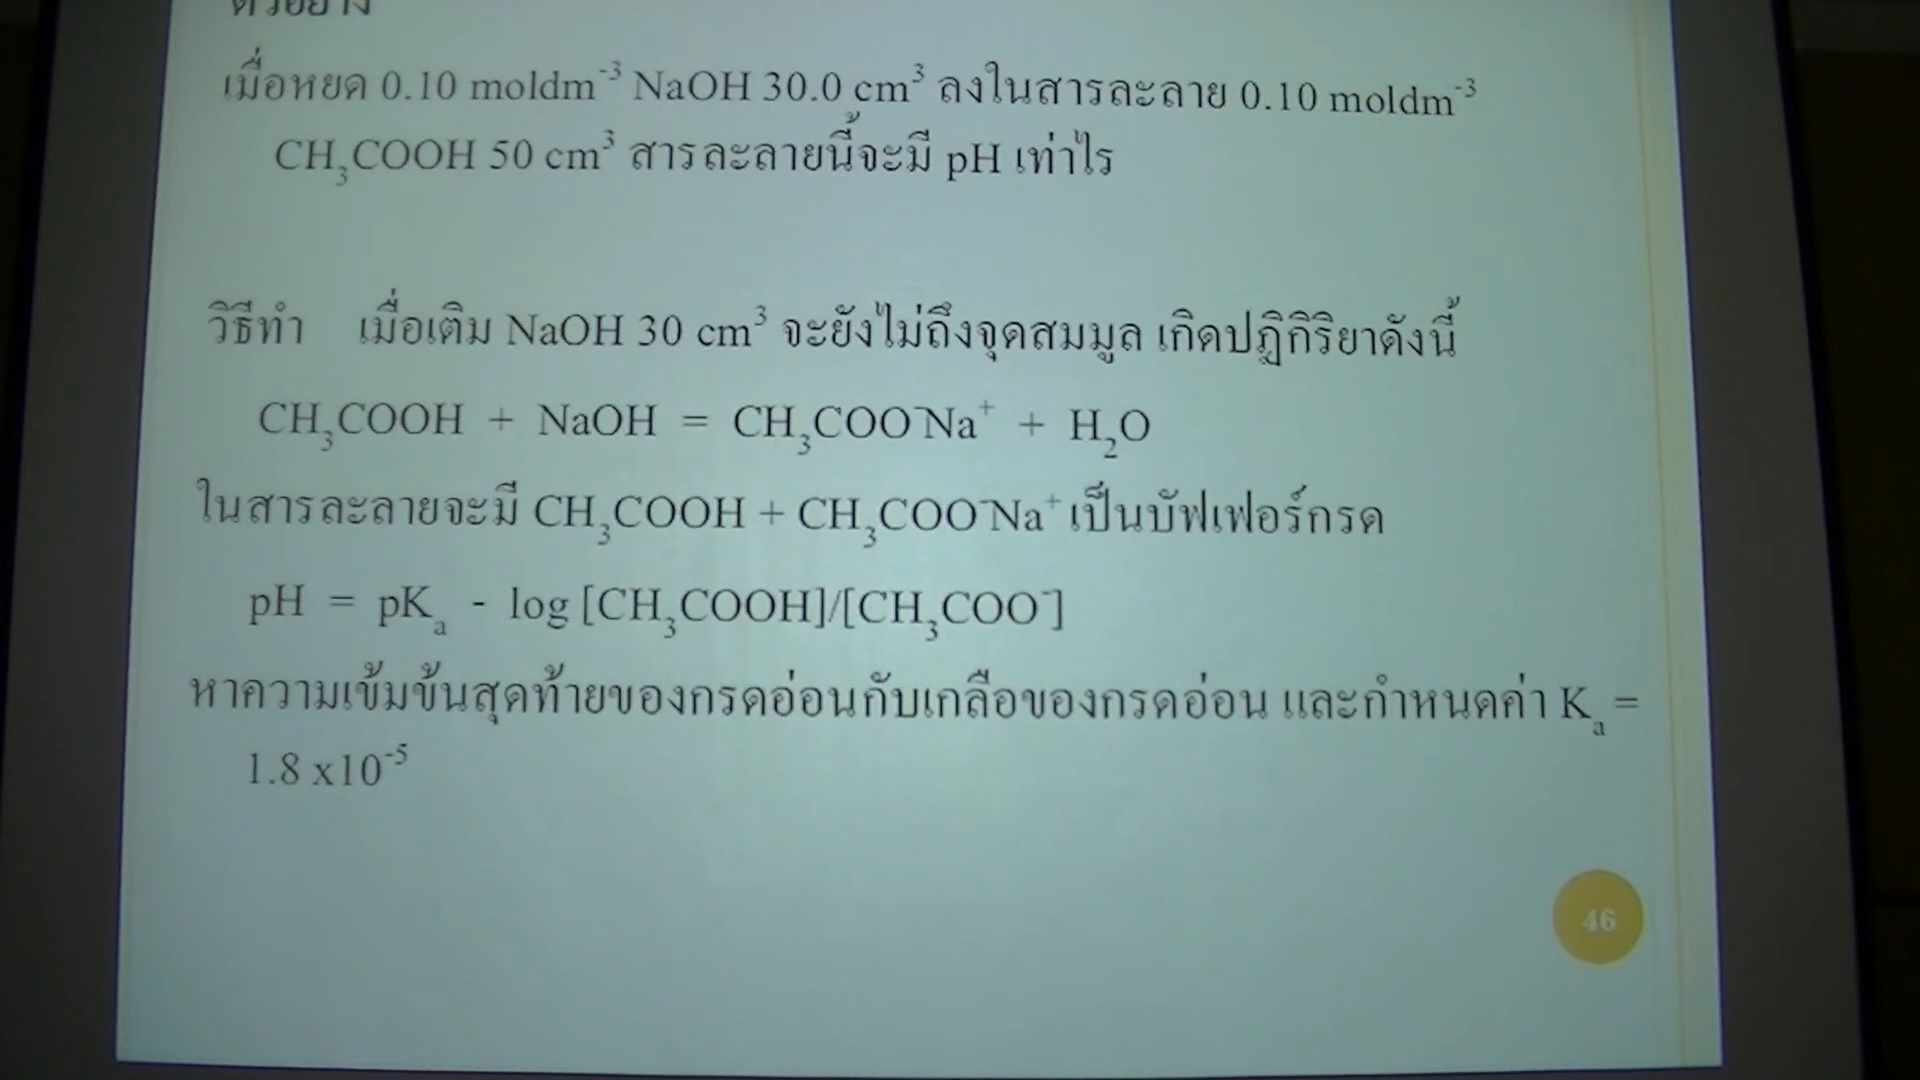 ตัวอย่าง
เมื่อหยด 0.10 moldm⁻³ NaOH 30.0 cm³ ลงในสารละลาย 0.10 moldm⁻³
CH₃COOH 50 cm³ สารละลายนี้จะมี pH เท่าไร
วิธีทำ เมื่อเติม NaOH 30 cm³ จะยังไม่ถึงจุดสมมูล เกิดปฏิกิริยาดังนี้
CH₃COOH + NaOH = CH₃COO⁻Na⁺ + H₂O
ในสารละลายจะมี CH₃COOH + CH₃COO⁻Na⁺ เป็นบัฟเฟอร์กรด
pH = pKₐ - log [CH₃COOH]/[CH₃COO⁻]
หาความเข้มข้นสุดท้ายของกรดอ่อนกับเกลือของกรดอ่อน และกำหนดค่า Kₐ =
1.8 x10⁻⁵
46